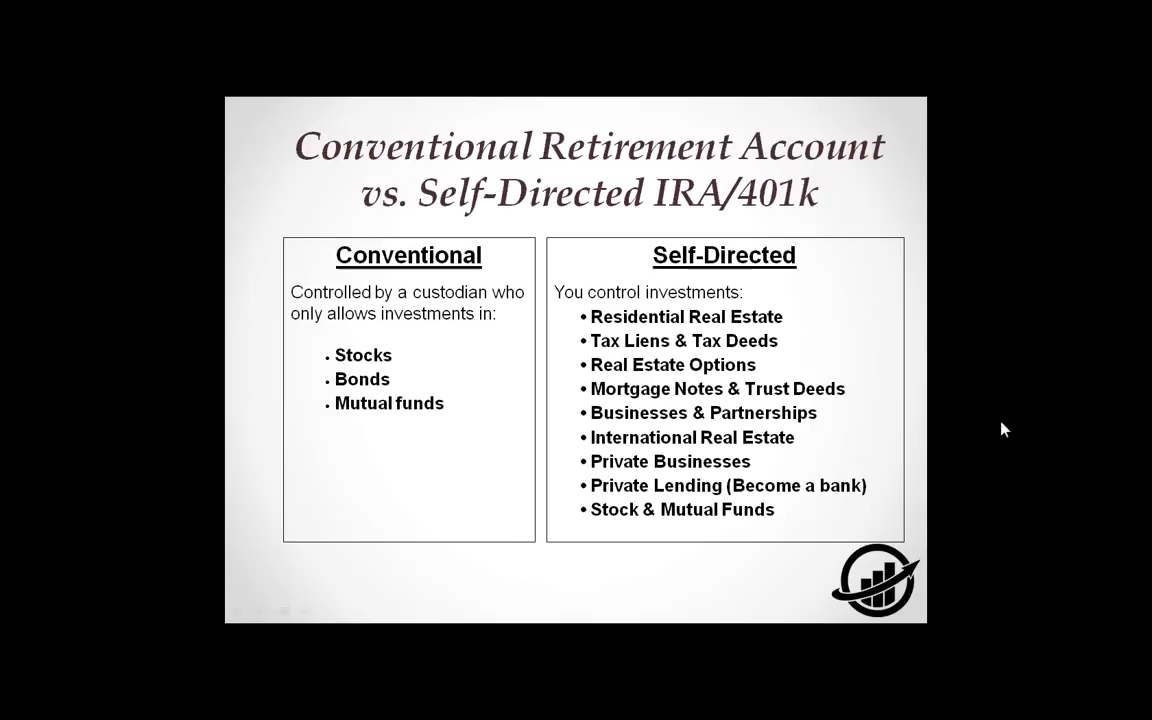 Conventional Retirement Account
vs. Self-Directed IRA/401k
Conventional
Controlled by a custodian who
only allows investments in:
• Stocks
• Bonds
• Mutual funds
Self-Directed
You control investments:
• Residential Real Estate
• Tax Liens & Tax Deeds
• Real Estate Options
• Mortgage Notes & Trust Deeds
• Businesses & Partnerships
• International Real Estate
• Private Businesses
• Private Lending (Become a bank)
• Stock & Mutual Funds